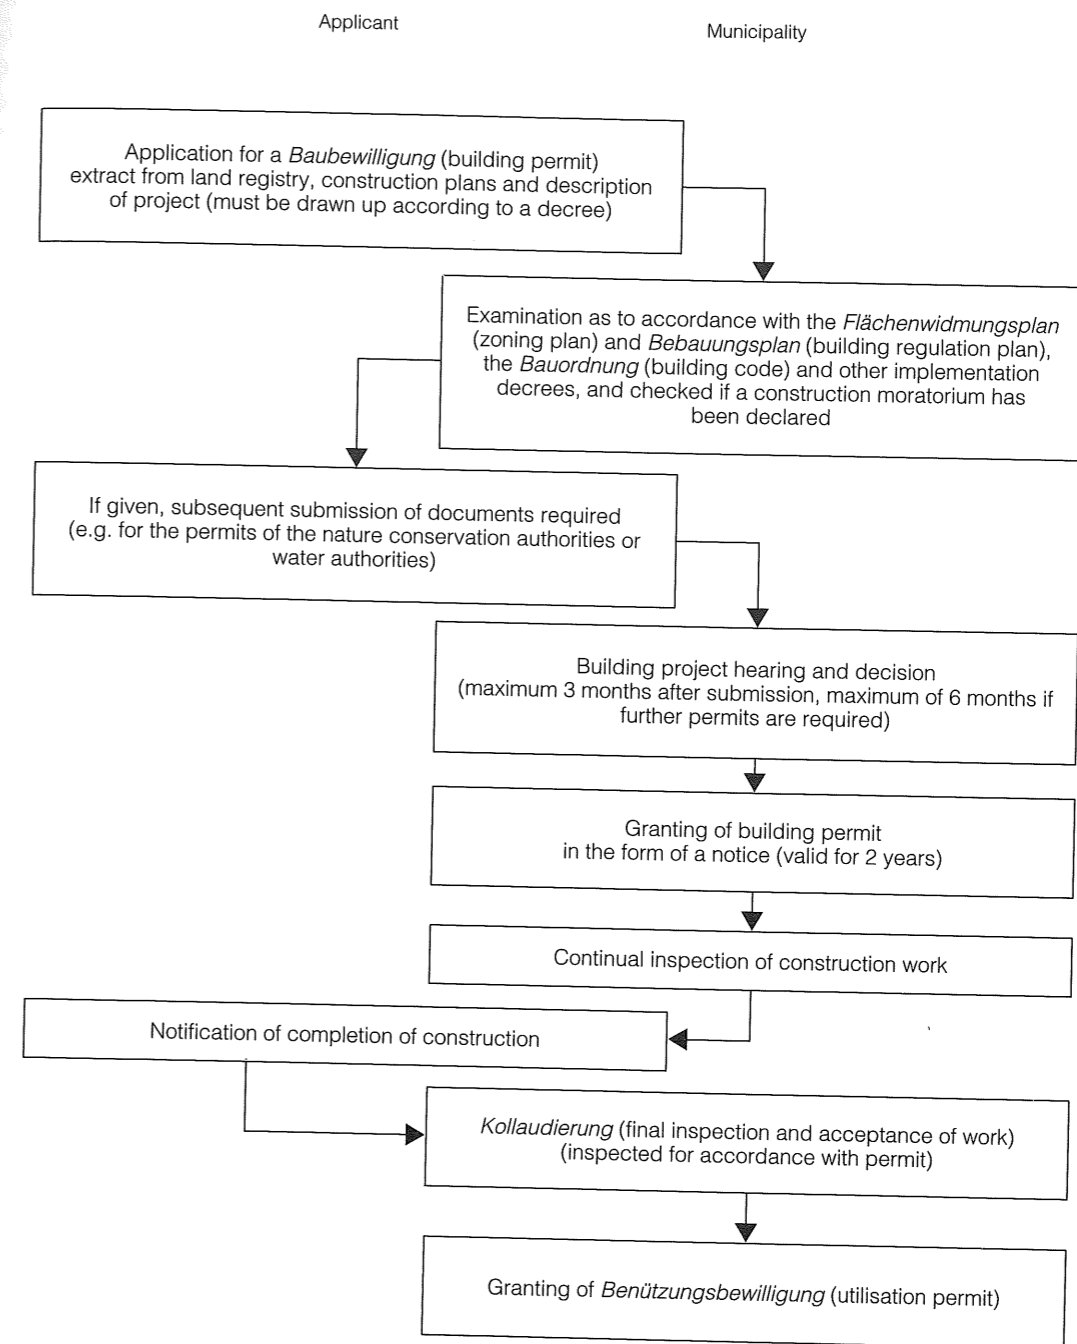 Applicant
Municipality
Application for a Baubewilligung (building permit)
extract from land registry, construction plans and description
of project (must be drawn up according to a decree)
Examination as to accordance with the Flächenwidmungsplan
(zoning plan) and Bebauungsplan (building regulation plan),
the Bauordnung (building code) and other implementation
decrees, and checked if a construction moratorium has
been declared
If given, subsequent submission of documents required
(e.g. for the permits of the nature conservation authorities or
water authorities)
Building project hearing and decision
(maximum 3 months after submission, maximum of 6 months if
further permits are required)
Granting of building permit
in the form of a notice (valid for 2 years)
Continual inspection of construction work
Notification of completion of construction
Kollaudierung (final inspection and acceptance of work)
(inspected for accordance with permit)
Granting of Benützungsbewilligung (utilisation permit)